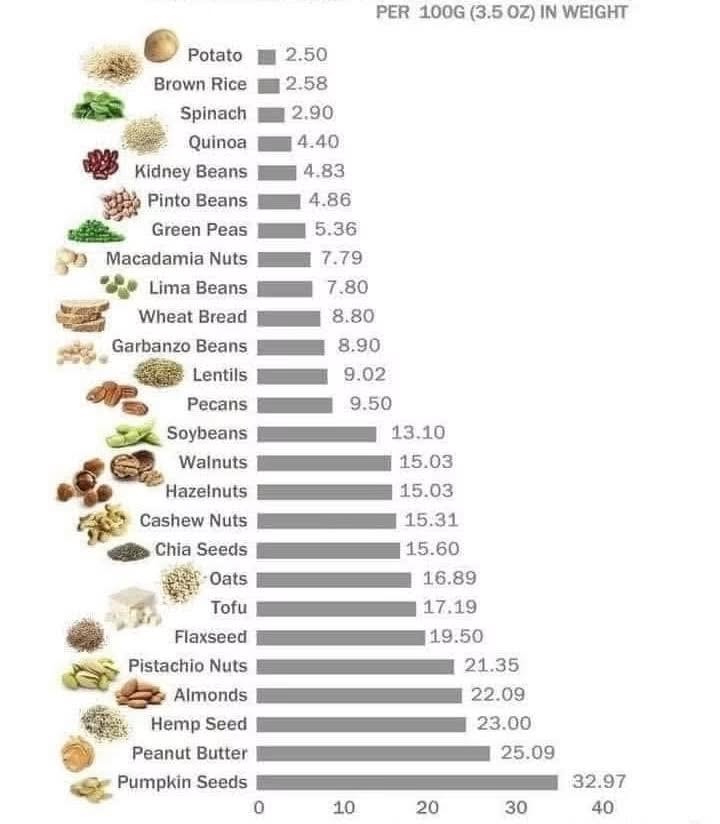 PER 100G (3.5 OZ) IN WEIGHT
Potato 2.50
Brown Rice 2.58
Spinach 2.90
Quinoa 4.40
Kidney Beans 4.83
Pinto Beans 4.86
Green Peas 5.36
Macadamia Nuts 7.79
Lima Beans 7.80
Wheat Bread 8.80
Garbanzo Beans 8.90
Lentils 9.02
Pecans 9.50
Soybeans 13.10
Walnuts 15.03
Hazelnuts 15.03
Cashew Nuts 15.31
Chia Seeds 15.60
Oats 16.89
Tofu 17.19
Flaxseed 19.50
Pistachio Nuts 21.35
Almonds 22.09
Hemp Seed 23.00
Peanut Butter 25.09
Pumpkin Seeds 32.97
0 10 20 30 40